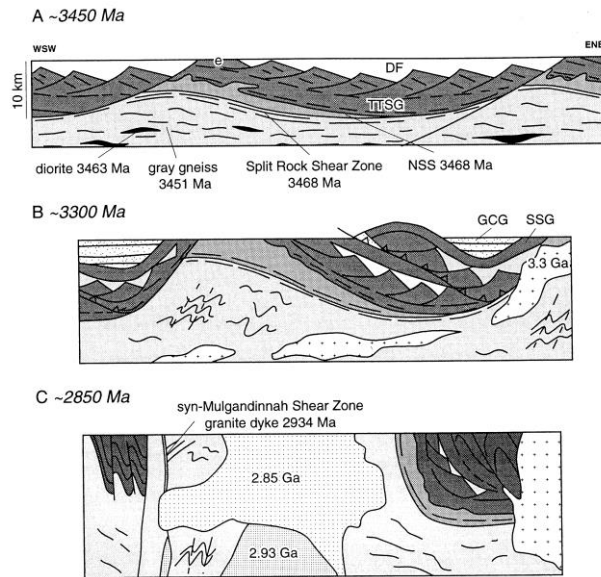 A ~3450 Ma
WSW
ENE
e
DF
10 km
TTSG
diorite 3463 Ma
gray gneiss
3451 Ma
Split Rock Shear Zone
3468 Ma
NSS 3468 Ma
B ~3300 Ma
GCG
SSG
3.3 Ga
C ~2850 Ma
syn-Mulgandinnah Shear Zone
granite dyke 2934 Ma
2.85 Ga
2.93 Ga